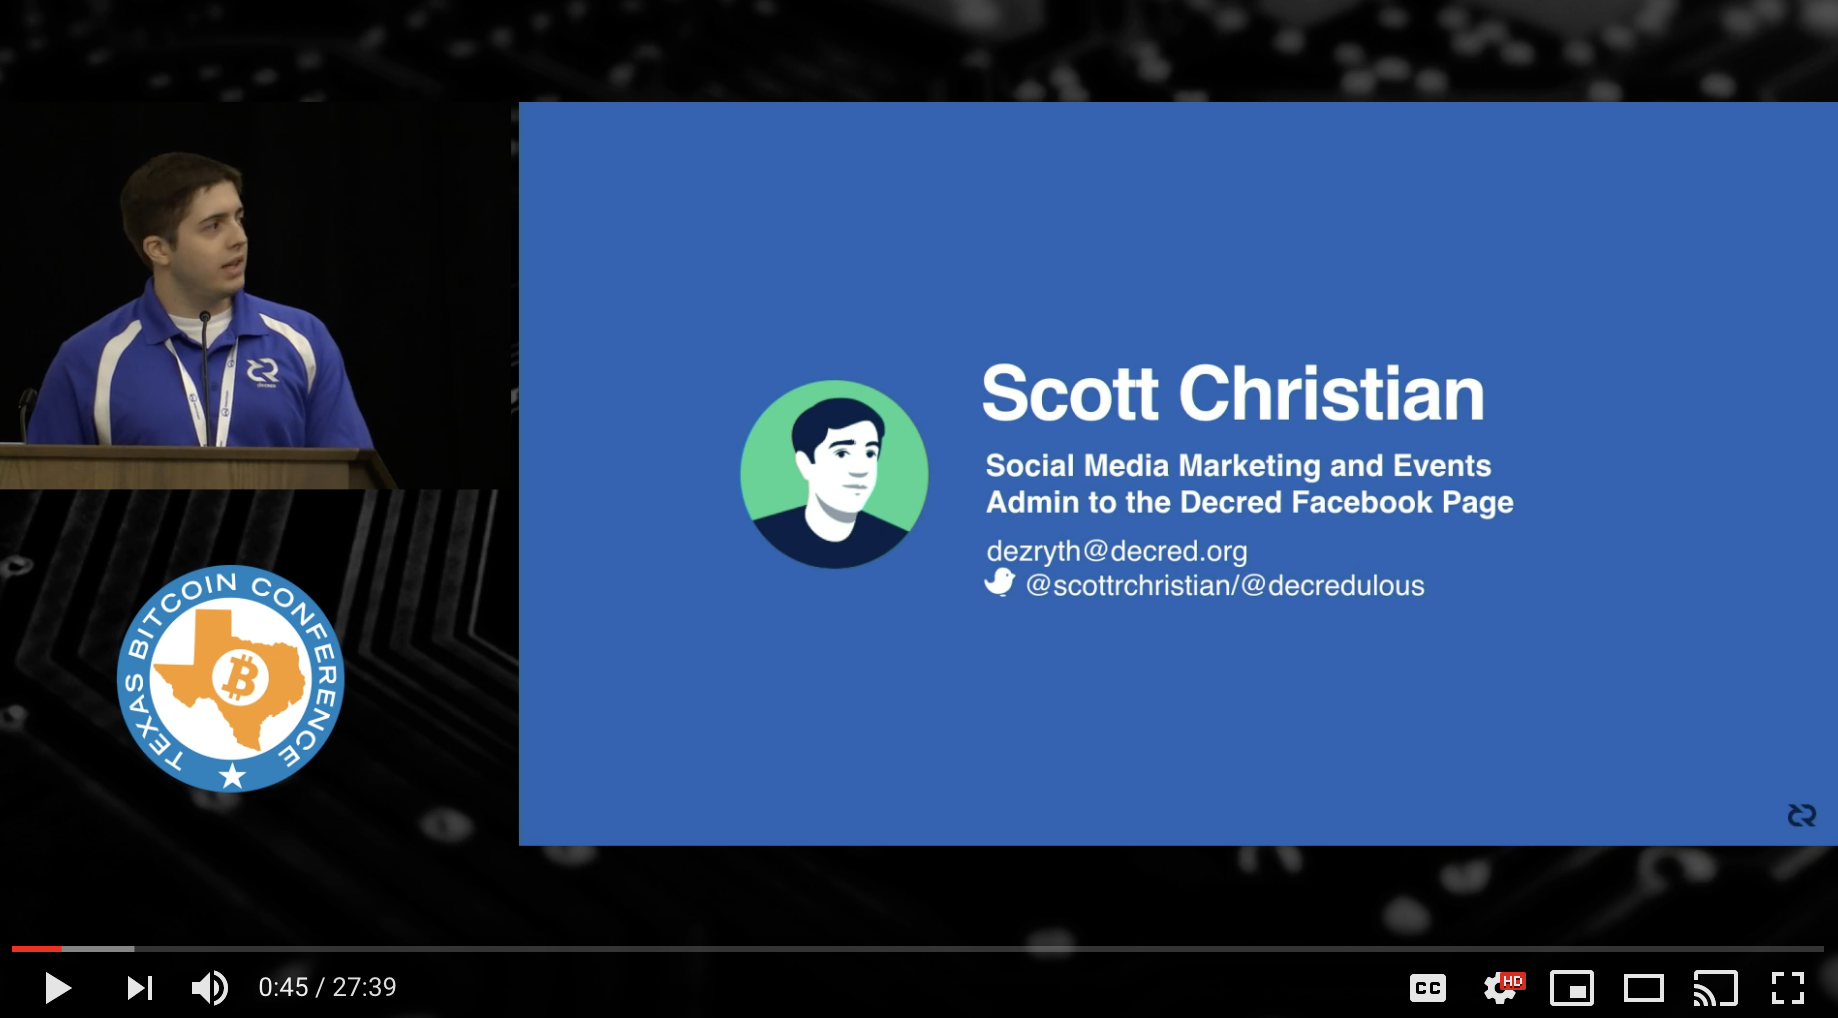 Scott Christian
Social Media Marketing and Events
Admin to the Decred Facebook Page
dezryth@decred.org
@scottrchristian/@decredulous
decred
TEXAS BITCOIN CONFERENCE
0:45 / 27:39
CC
HD